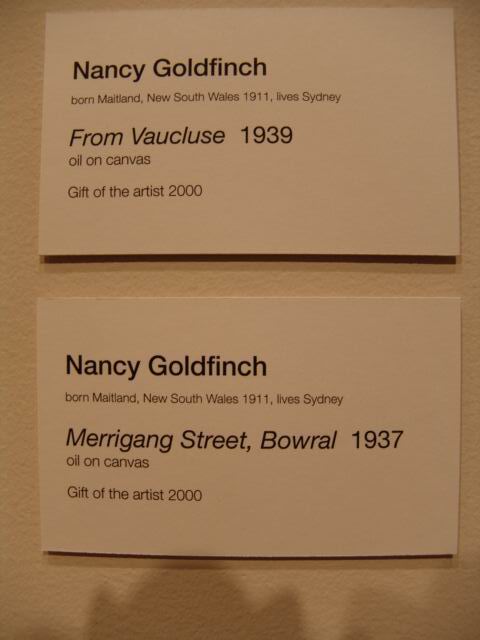 Nancy Goldfinch
born Maitland, New South Wales 1911, lives Sydney
From Vaucluse 1939
oil on canvas
Gift of the artist 2000
Nancy Goldfinch
born Maitland, New South Wales 1911, lives Sydney
Merrigang Street, Bowral 1937
oil on canvas
Gift of the artist 2000